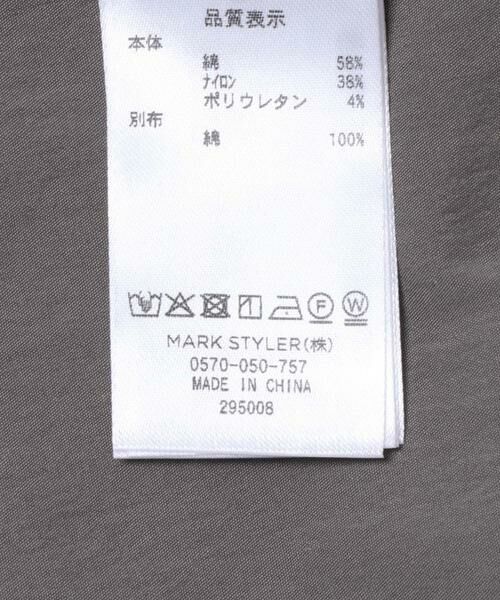 品質表示
本体
綿 58%
ナイロン 38%
ポリウレタン 4%
別布
綿 100%
F W
MARK STYLER(株)
0570-050-757
MADE IN CHINA
295008